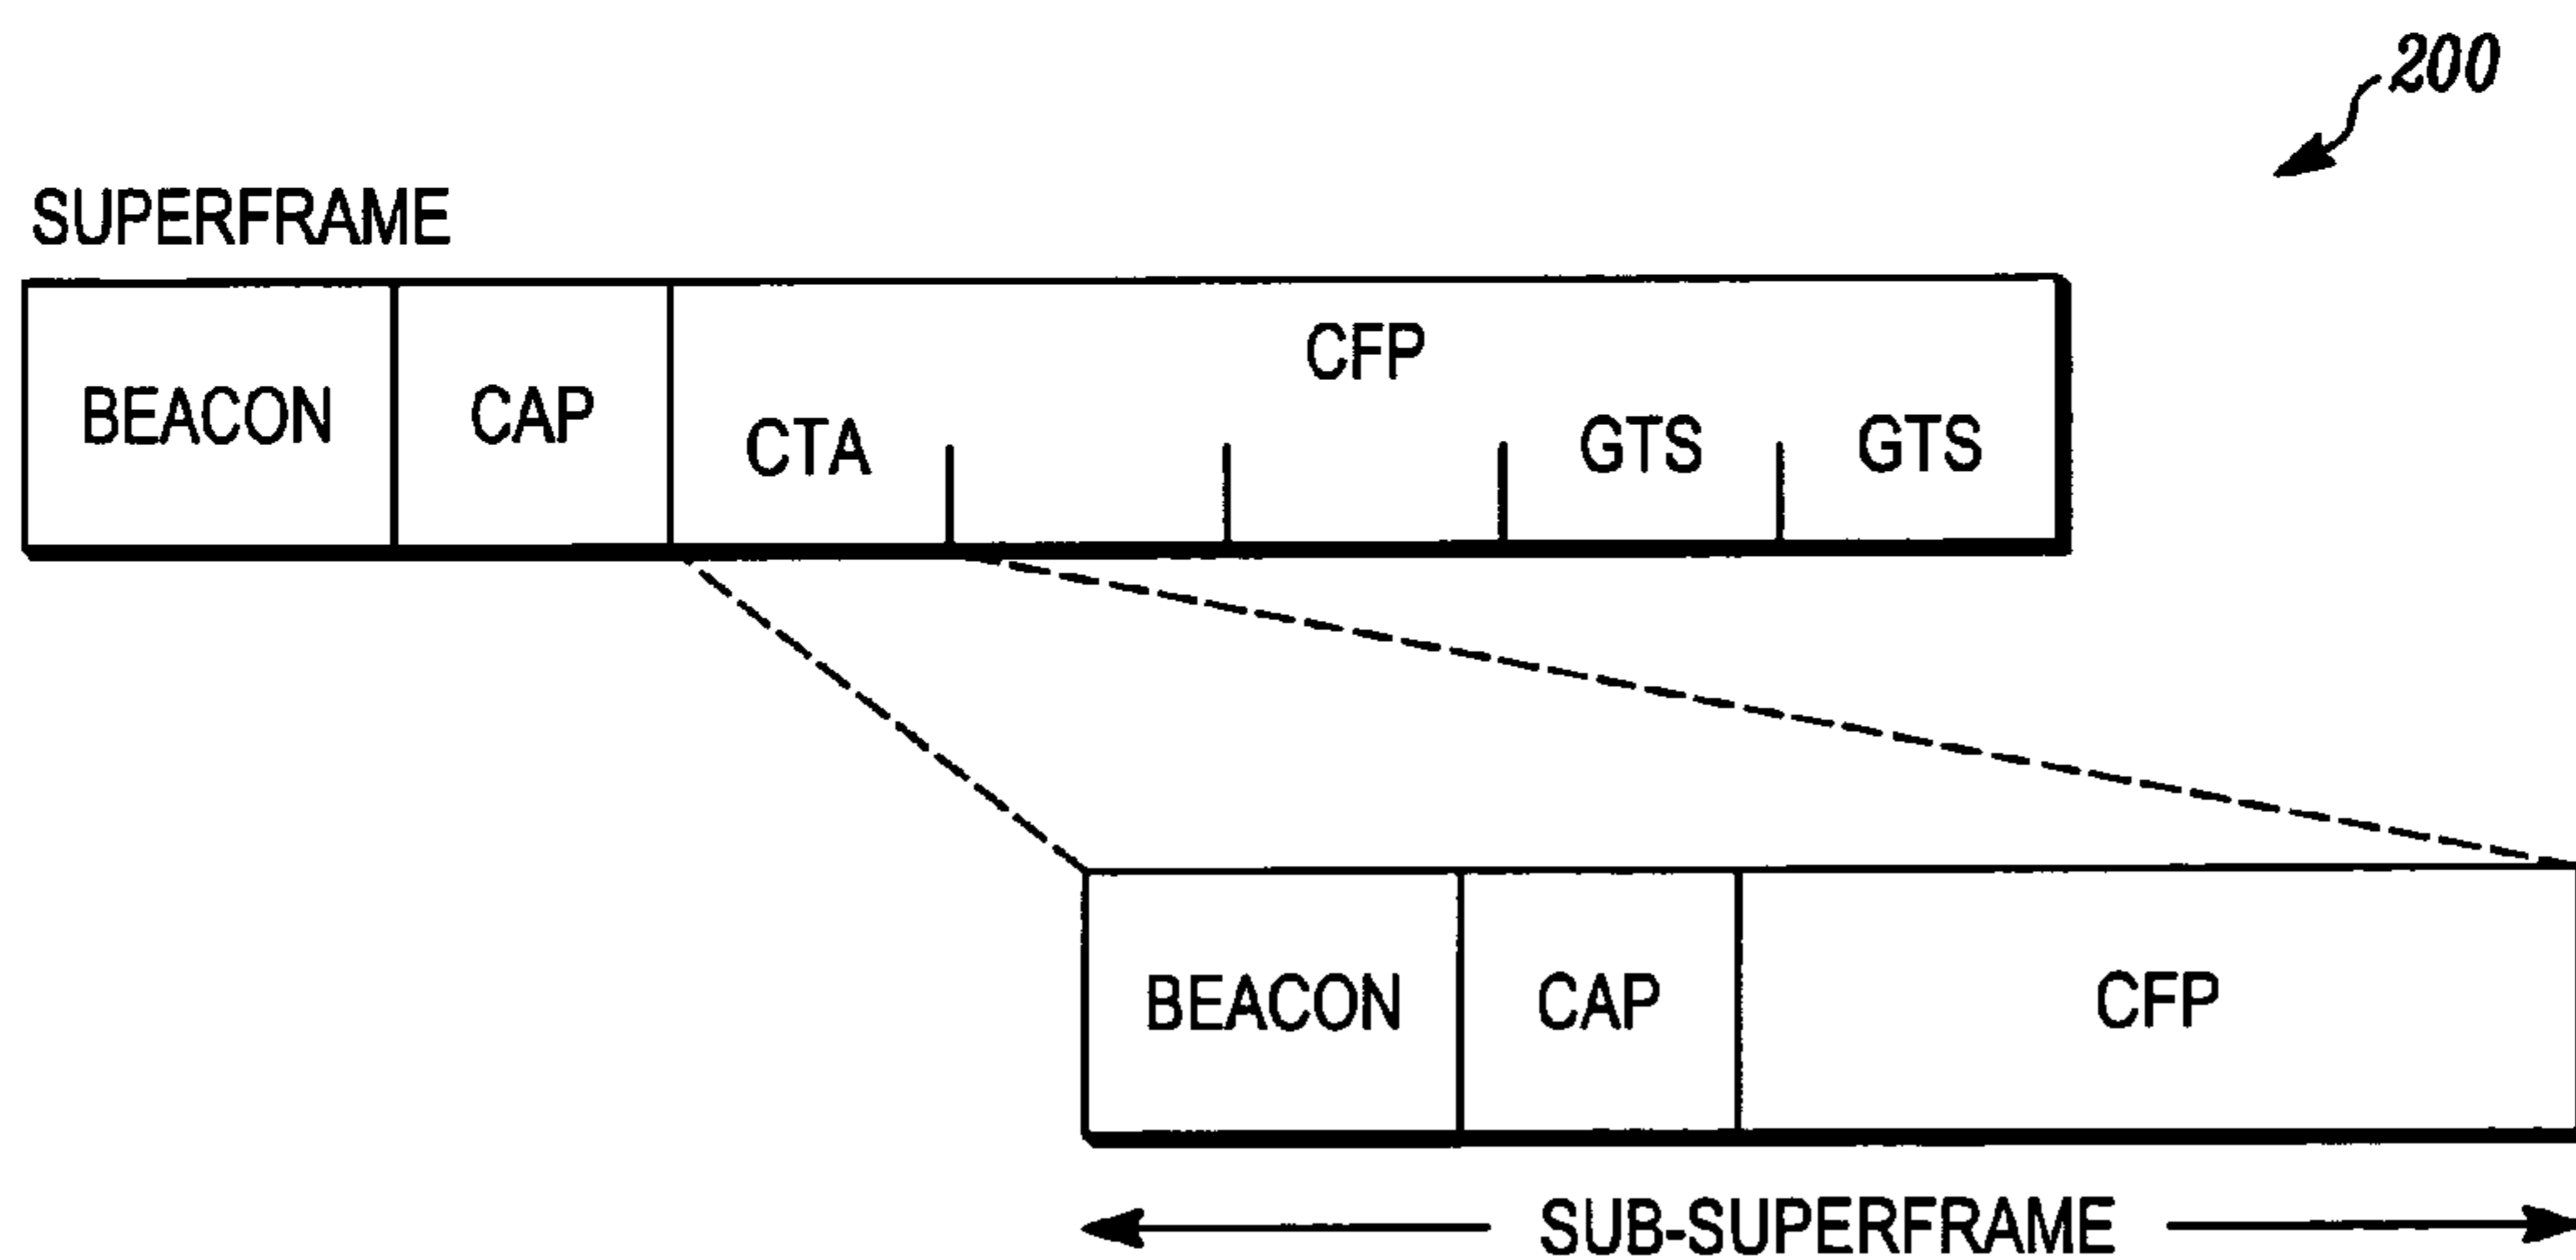 200
SUPERFRAME
BEACON
CAP
CFP
CTA
GTS
GTS
BEACON
CAP
CFP
SUB-SUPERFRAME